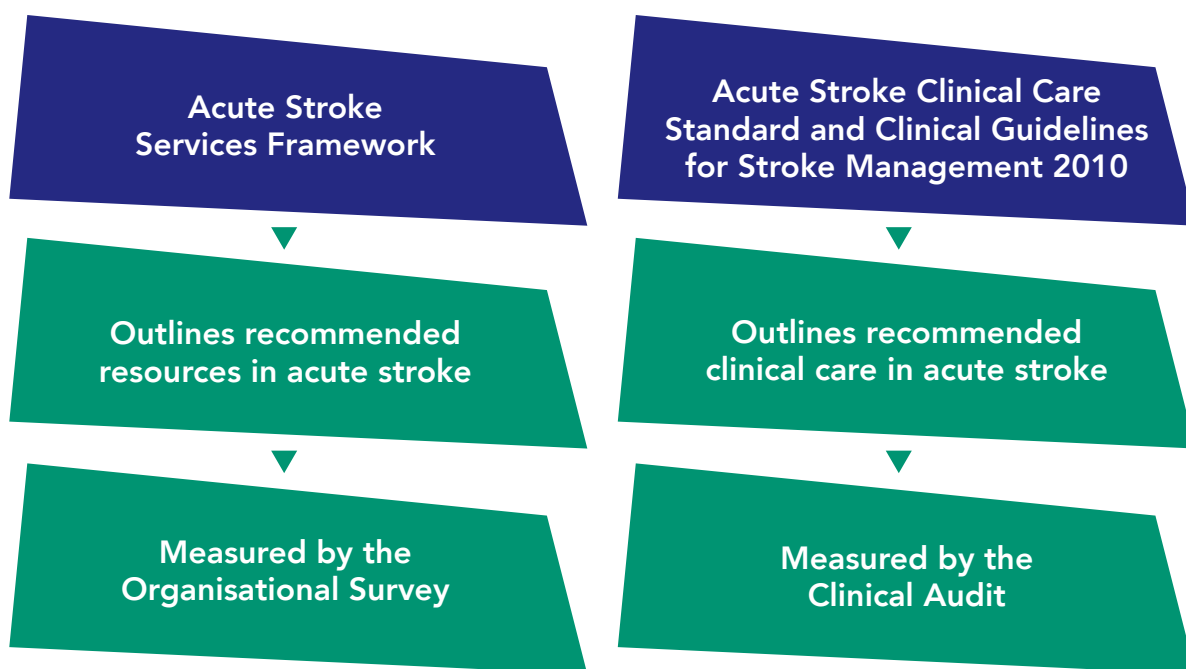 Acute Stroke
Services Framework
Outlines recommended
resources in acute stroke
Measured by the
Organisational Survey
Acute Stroke Clinical Care
Standard and Clinical Guidelines
for Stroke Management 2010
Outlines recommended
clinical care in acute stroke
Measured by the
Clinical Audit